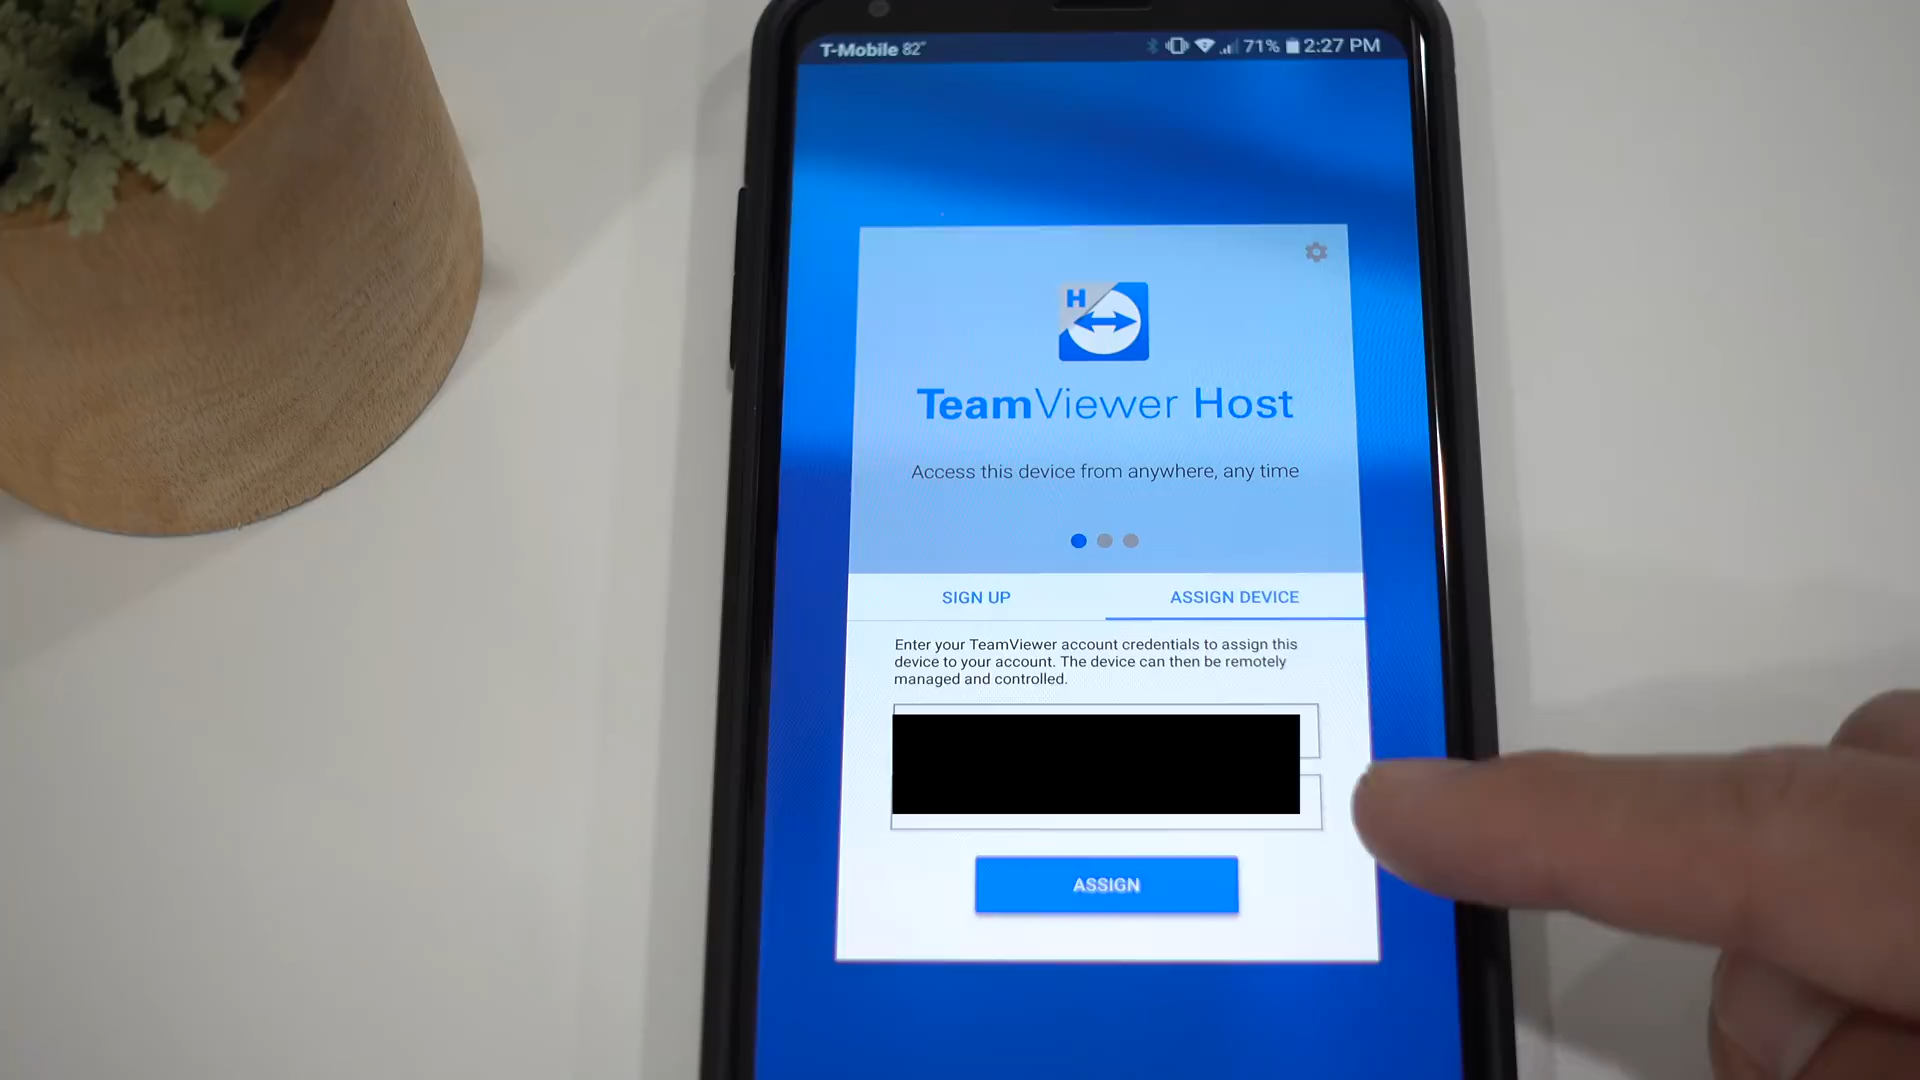 T-Mobile 82° 71% 2:27 PM
H
TeamViewer Host
Access this device from anywhere, any time
SIGN UP ASSIGN DEVICE
Enter your TeamViewer account credentials to assign this
device to your account. The device can then be remotely
managed and controlled.
ASSIGN